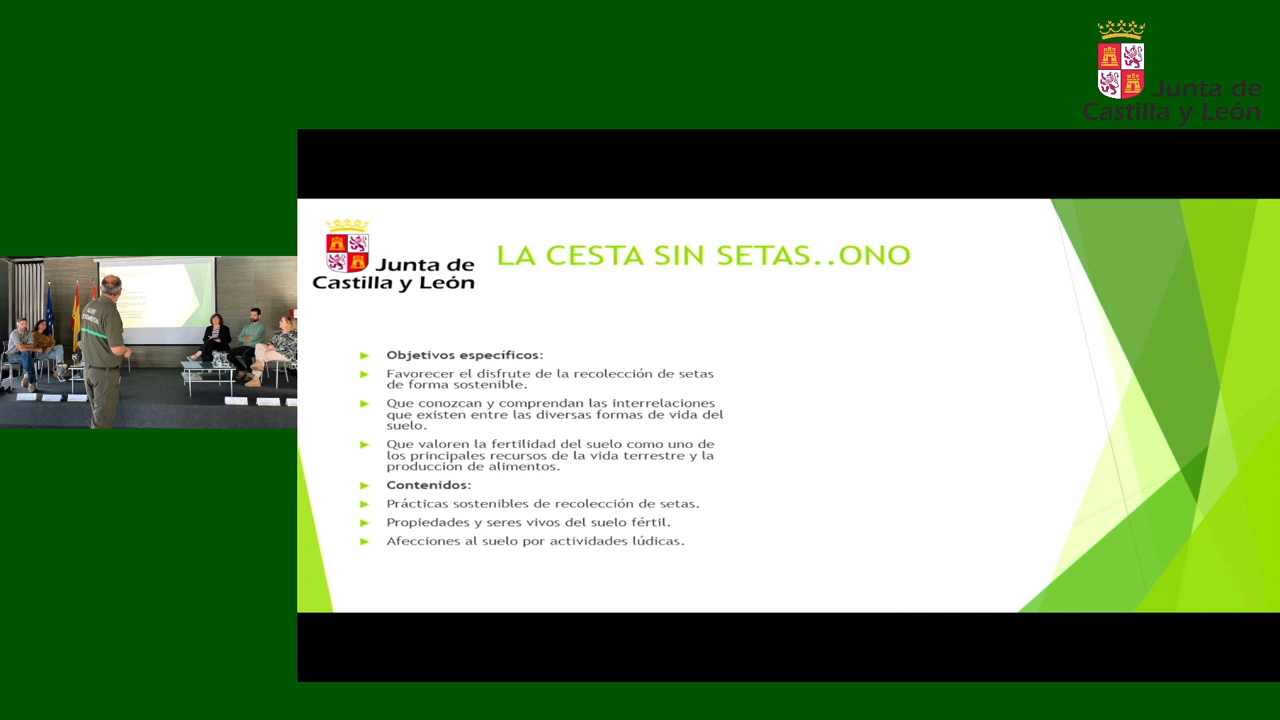 Junta de
Castilla y León
Junta de
Castilla y León
LA CESTA SIN SETAS..ONO
Objetivos específicos:
Favorecer el disfrute de la recolección de setas
de forma sostenible.
Que conozcan y comprendan las interrelaciones
que existen entre las diversas formas de vida del
suelo.
Que valoren la fertilidad del suelo como uno de
los principales recursos de la vida terrestre y la
producción de alimentos.
Contenidos:
Prácticas sostenibles de recolección de setas.
Propiedades y seres vivos del suelo fértil.
Afecciones al suelo por actividades lúdicas.